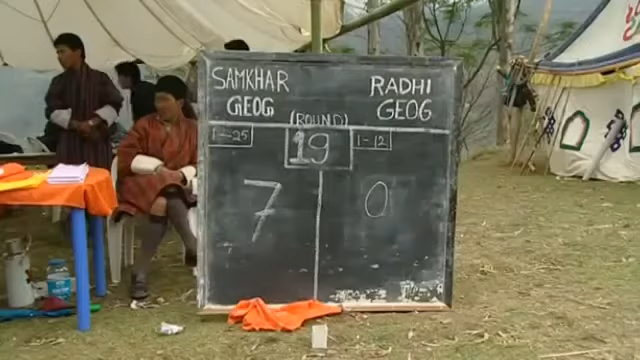 SAMKHAR RADHI
GEOG GEOG
(ROUND)
1-25 19 1-12
7 0